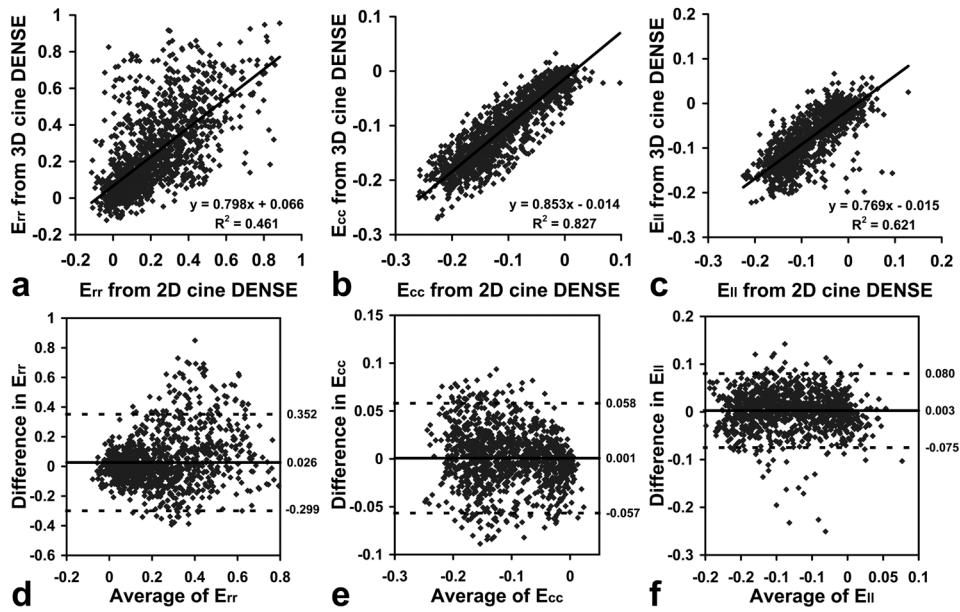 Err from 3D cine DENSE
1
0.8
0.6
0.4
0.2
0
-0.2
y = 0.798x + 0.066
R² = 0.461
-0.2 0 0.2 0.4 0.6 0.8 1
a
Err from 2D cine DENSE
Ecc from 3D cine DENSE
0.1
0
-0.1
-0.2
-0.3
y = 0.853x - 0.014
R² = 0.827
-0.3 -0.2 -0.1 0 0.1
b
Ecc from 2D cine DENSE
Ell from 3D cine DENSE
0.2
0.1
0
-0.1
-0.2
-0.3
y = 0.769x - 0.015
R² = 0.621
-0.3 -0.2 -0.1 0 0.1 0.2
c
Ell from 2D cine DENSE
Difference in Err
1
0.8
0.6
0.4
0.2
0
-0.2
-0.4
-0.6
0.352
0.026
-0.299
-0.2 0 0.2 0.4 0.6 0.8
d
Average of Err
Difference in Ecc
0.15
0.1
0.05
0
-0.05
-0.1
0.058
0.001
-0.057
-0.3 -0.2 -0.1 0
e
Average of Ecc
Difference in Ell
0.2
0.1
0
-0.1
-0.2
-0.3
0.080
0.003
-0.075
-0.2 -0.2 -0.1 -0.1 0 0.05 0.1
f
Average of Ell